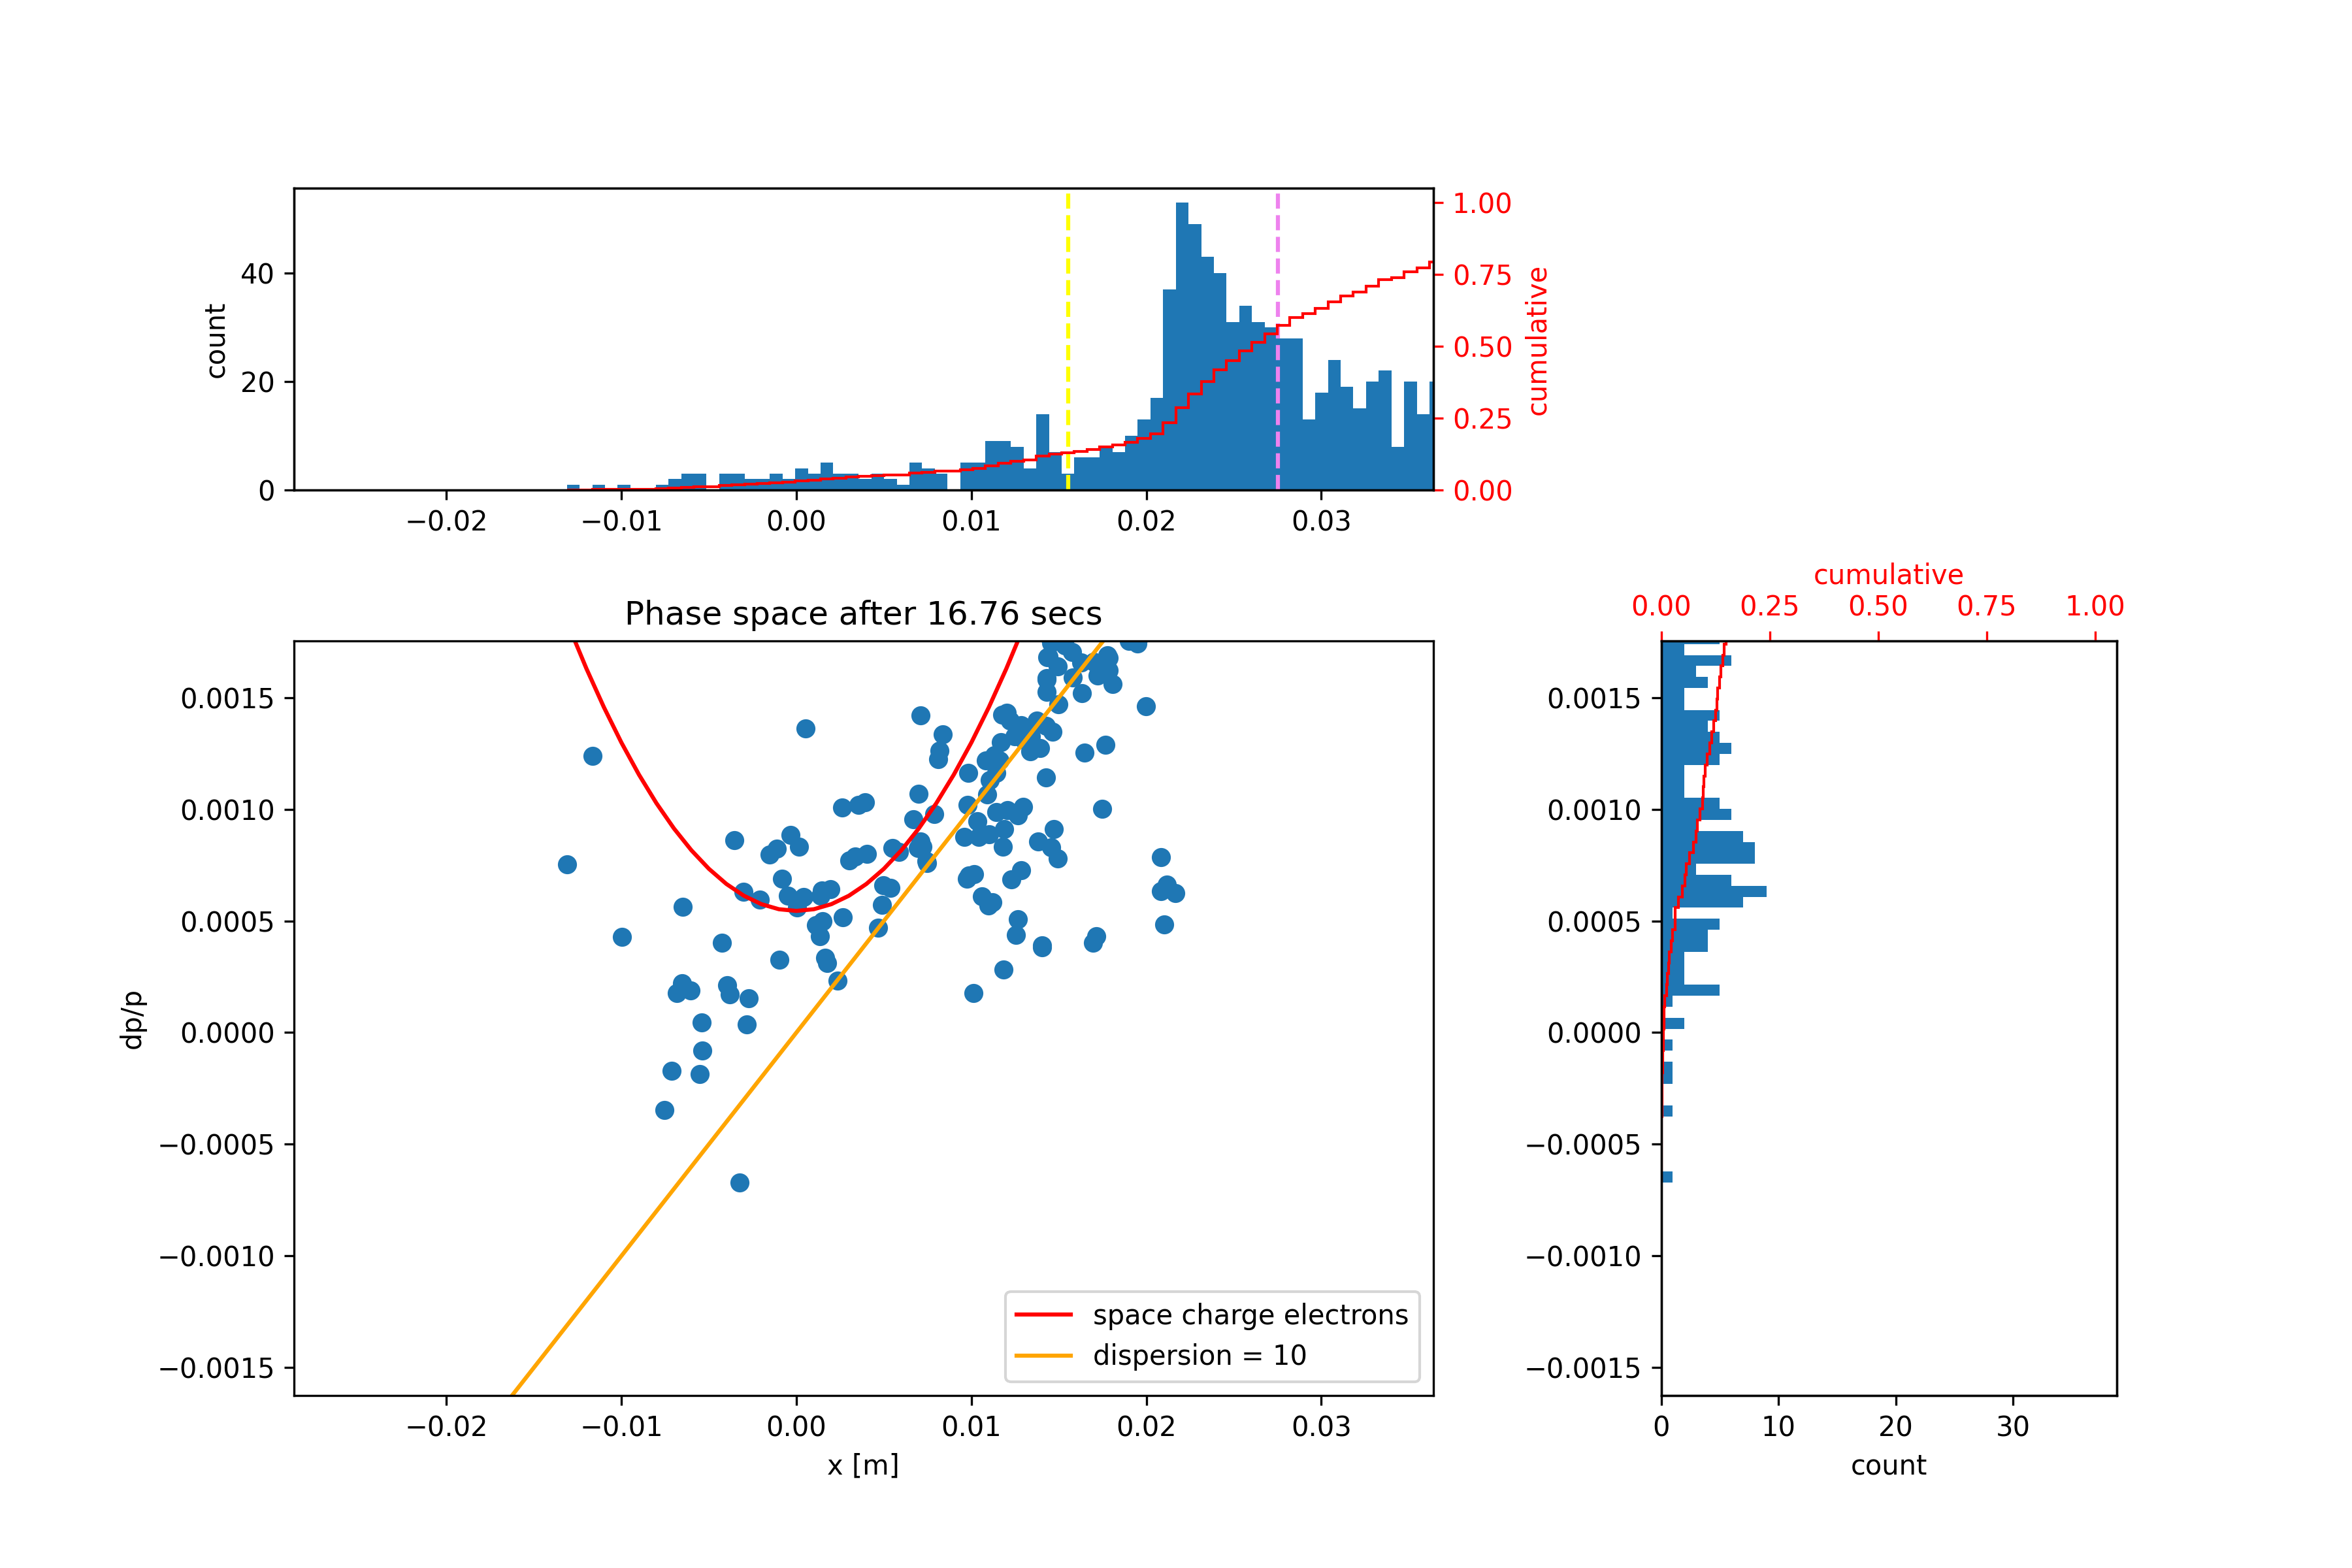 count
40
20
0
1.00
0.75
0.50
0.25
0.00
cumulative
−0.02 −0.01 0.00 0.01 0.02 0.03
Phase space after 16.76 secs
dp/p
0.0015
0.0010
0.0005
0.0000
−0.0005
−0.0010
−0.0015
space charge electrons
dispersion = 10
−0.02 −0.01 0.00 0.01 0.02 0.03
x [m]
cumulative
0.00 0.25 0.50 0.75 1.00
0.0015
0.0010
0.0005
0.0000
−0.0005
−0.0010
−0.0015
0 10 20 30
count